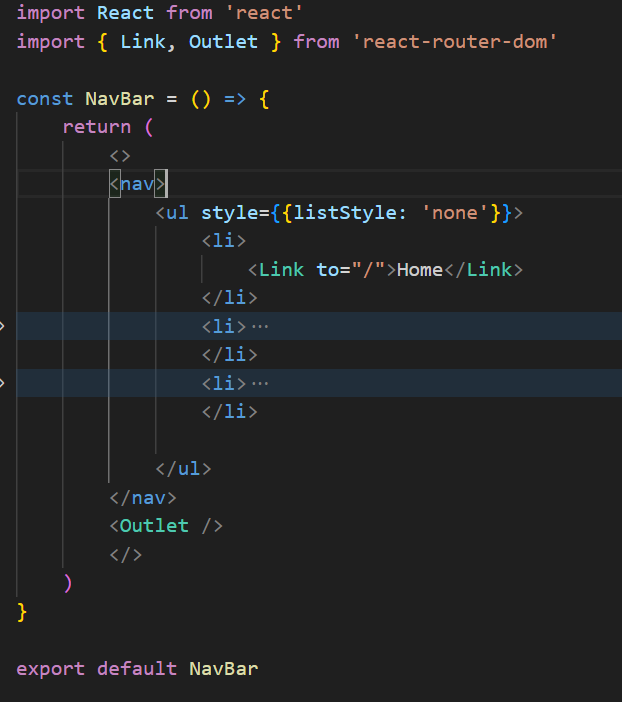 import React from 'react'
import { Link, Outlet } from 'react-router-dom'
const NavBar = () => {
return (
<>
<nav>
<ul style={{listStyle: 'none'}}>
<li>
<Link to="/">Home</Link>
</li>
<li>···
</li>
<li>···
</li>
</ul>
</nav>
<Outlet />
</>
)
}
export default NavBar